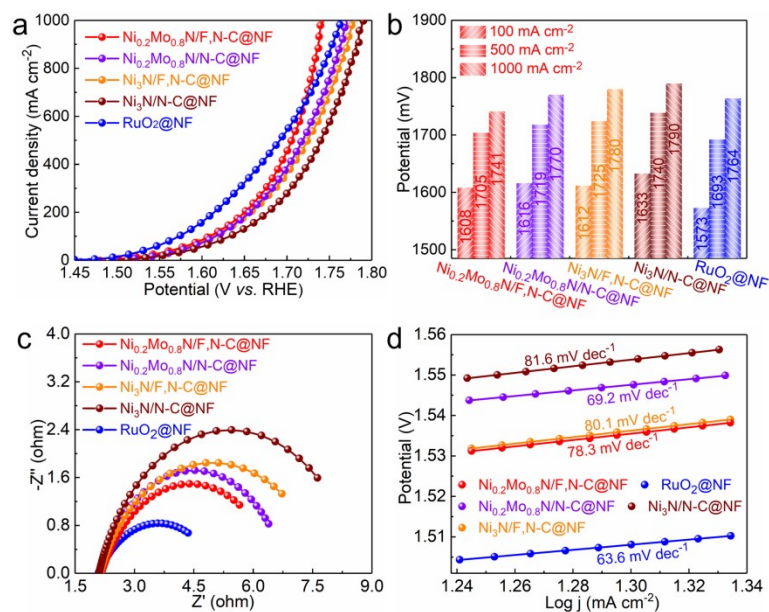 a
Current density (mA cm⁻²)
1000
800
600
400
200
0
Ni₀.₂Mo₀.₈N/F,N-C@NF
Ni₀.₂Mo₀.₈N/N-C@NF
Ni₃N/F,N-C@NF
Ni₃N/N-C@NF
RuO₂@NF
1.45 1.50 1.55 1.60 1.65 1.70 1.75 1.80
Potential (V vs. RHE)
b
Potential (mV)
1900
1800
1700
1600
1500
100 mA cm⁻²
500 mA cm⁻²
1000 mA cm⁻²
1608 1705 1741
1616 1719 1770
1612 1725 1780
1633 1740 1790
1573 1693 1764
Ni₀.₂Mo₀.₈N/F,N-C@NF
Ni₀.₂Mo₀.₈N/N-C@NF
Ni₃N/F,N-C@NF
Ni₃N/N-C@NF
RuO₂@NF
c
-Z" (ohm)
4.0
3.2
2.4
1.6
0.8
0.0
Ni₀.₂Mo₀.₈N/F,N-C@NF
Ni₀.₂Mo₀.₈N/N-C@NF
Ni₃N/F,N-C@NF
Ni₃N/N-C@NF
RuO₂@NF
1.5 3.0 4.5 6.0 7.5 9.0
Z' (ohm)
d
Potential (V)
1.56
1.55
1.54
1.53
1.52
1.51
81.6 mV dec⁻¹
69.2 mV dec⁻¹
80.1 mV dec⁻¹
78.3 mV dec⁻¹
Ni₀.₂Mo₀.₈N/F,N-C@NF
RuO₂@NF
Ni₀.₂Mo₀.₈N/N-C@NF
Ni₃N/N-C@NF
Ni₃N/F,N-C@NF
63.6 mV dec⁻¹
1.24 1.26 1.28 1.30 1.32 1.34
Log j (mA cm⁻²)